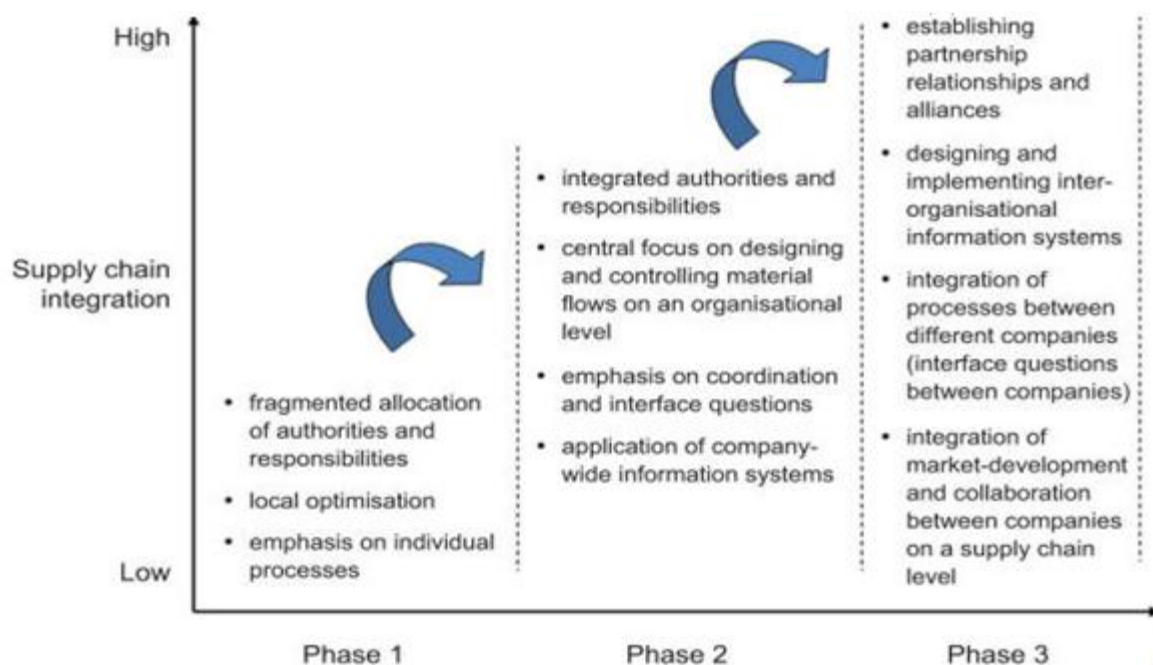 High
Supply chain
integration
Low
• fragmented allocation
of authorities and
responsibilities
• local optimisation
• emphasis on individual
processes
• integrated authorities and
responsibilities
• central focus on designing
and controlling material
flows on an organisational
level
• emphasis on coordination
and interface questions
• application of company-
wide information systems
• establishing
partnership
relationships and
alliances
• designing and
implementing inter-
organisational
information systems
• integration of
processes between
different companies
(interface questions
between companies)
• integration of
market-development
and collaboration
between companies
on a supply chain
level
Phase 1
Phase 2
Phase 3